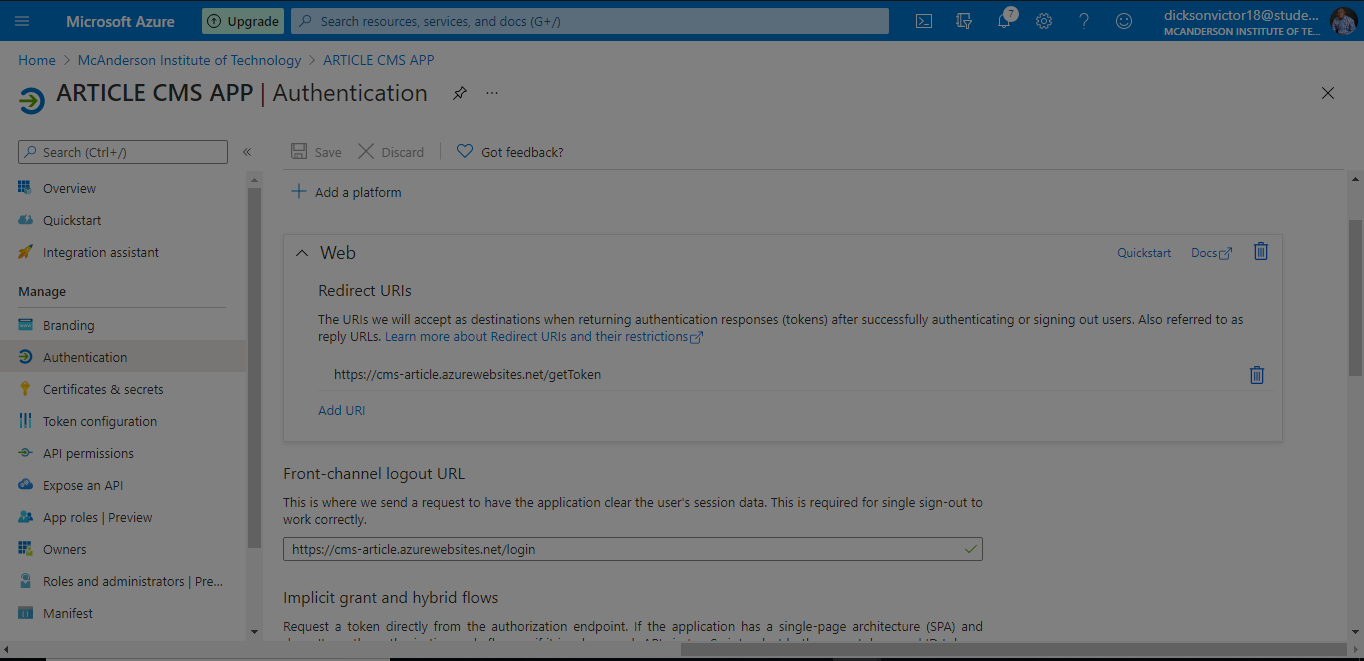 Microsoft Azure
Upgrade
Search resources, services, and docs (G+/)
7
dicksonvictor18@stude...
MCANDERSON INSTITUTE OF TE...
Home > McAnderson Institute of Technology > ARTICLE CMS APP
ARTICLE CMS APP | Authentication
Search (Ctrl+/)
Overview
Quickstart
Integration assistant
Manage
Branding
Authentication
Certificates & secrets
Token configuration
API permissions
Expose an API
App roles | Preview
Owners
Roles and administrators | Pre...
Manifest
Save
Discard
Got feedback?
Add a platform
Web
Quickstart
Docs
Redirect URIs
The URIs we will accept as destinations when returning authentication responses (tokens) after successfully authenticating or signing out users. Also referred to as
reply URLs. Learn more about Redirect URIs and their restrictions
https://cms-article.azurewebsites.net/getToken
Add URI
Front-channel logout URL
This is where we send a request to have the application clear the user's session data. This is required for single sign-out to
work correctly.
https://cms-article.azurewebsites.net/login
Implicit grant and hybrid flows
Request a token directly from the authorization endpoint. If the application has a single-page architecture (SPA) and